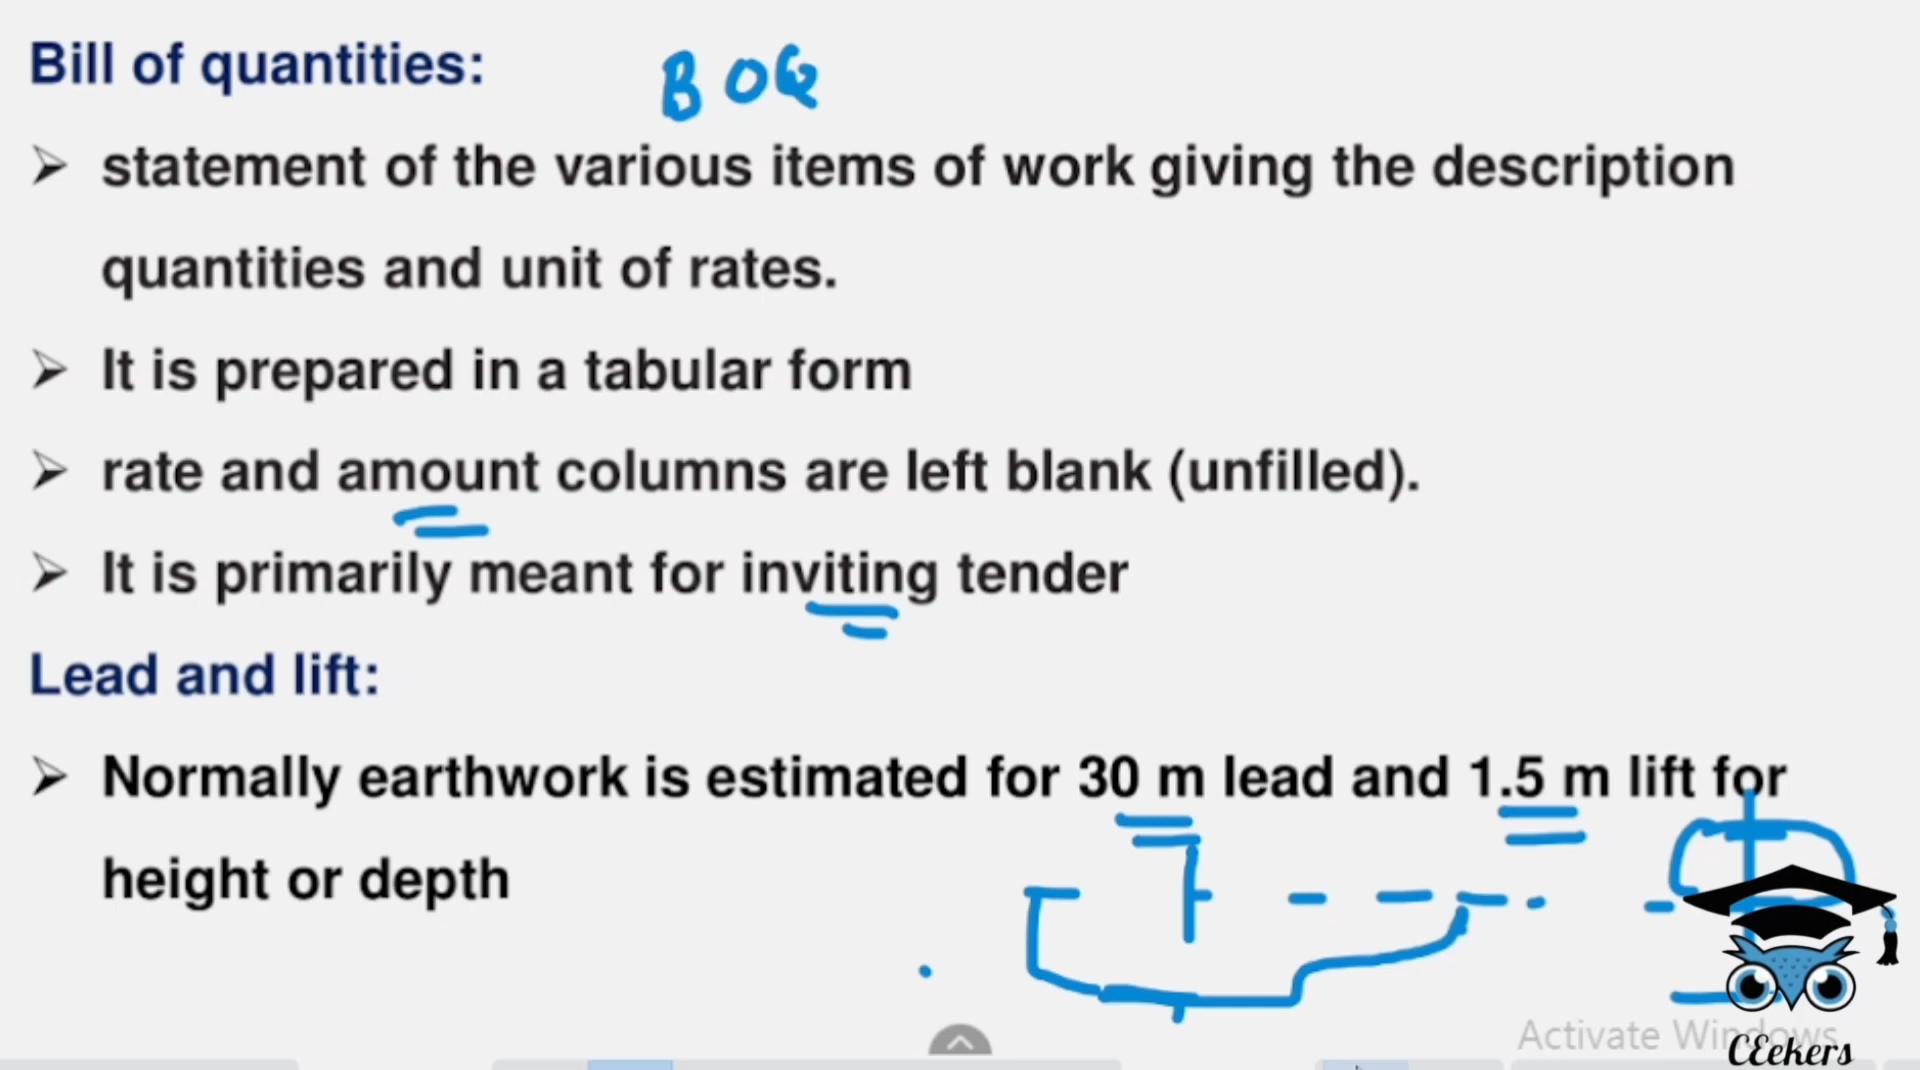 Bill of quantities:
BOQ
➢ statement of the various items of work giving the description
quantities and unit of rates.
➢ It is prepared in a tabular form
➢ rate and amount columns are left blank (unfilled).
➢ It is primarily meant for inviting tender
Lead and lift:
➢ Normally earthwork is estimated for 30 m lead and 1.5 m lift for
height or depth
Activate Windows
CEekers